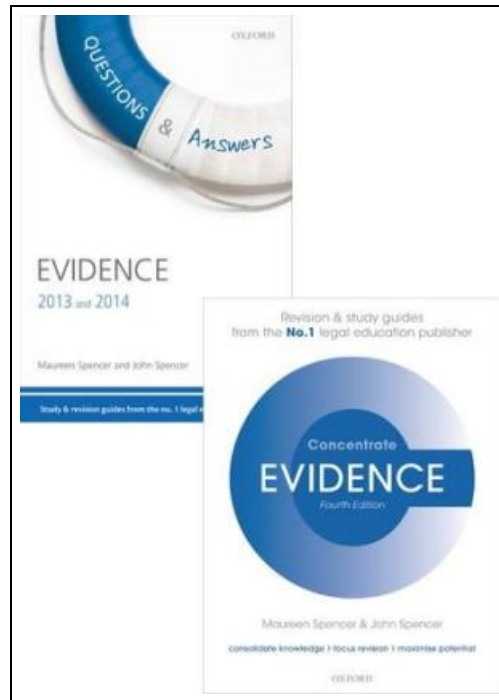 OXFORD
QUESTIONS
&
Answers
EVIDENCE
2013 and 2014
Maureen Spencer and John Spencer
Study & revision guides from the no. 1 legal
Revision & study guides
from the No.1 legal education publisher
Concentrate
EVIDENCE
Fourth Edition
Maureen Spencer & John Spencer
consolidate knowledge > focus revision > maximise potential
OXFORD